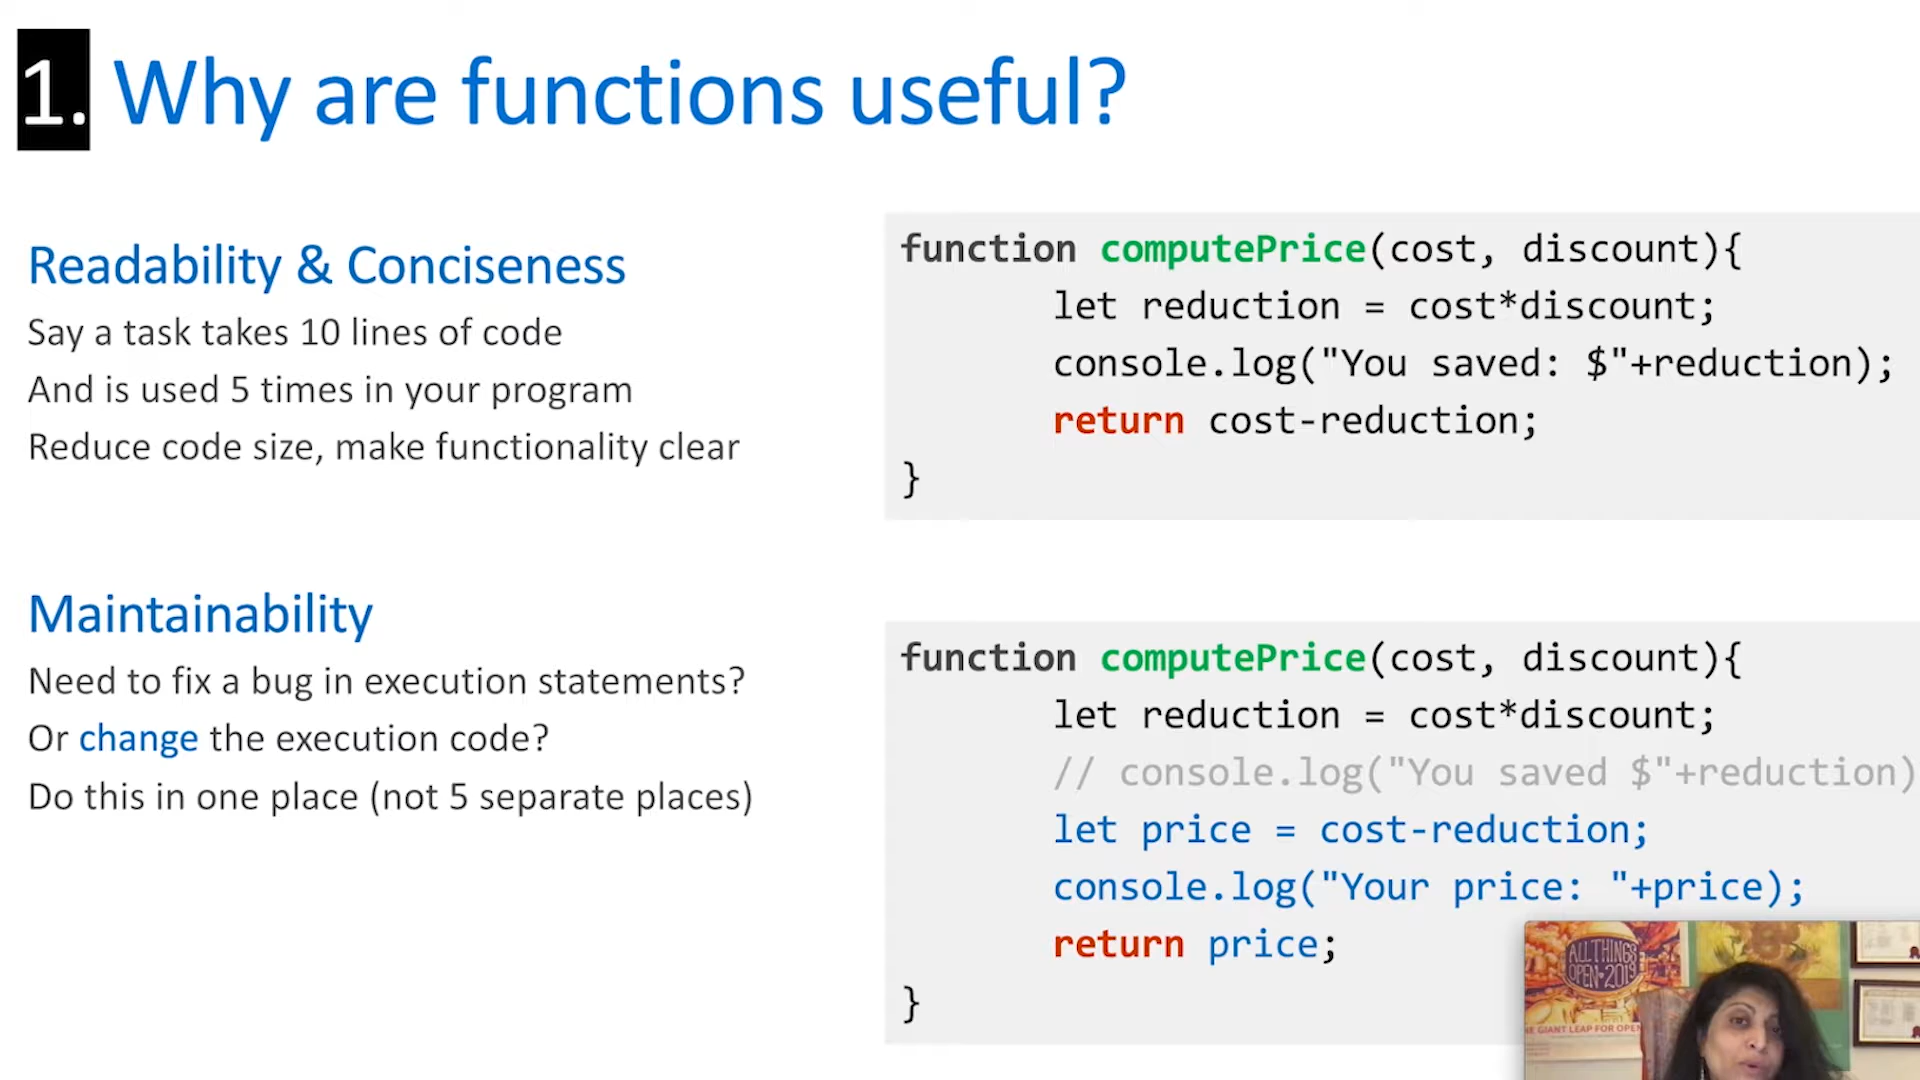 1. Why are functions useful?
Readability & Conciseness
Say a task takes 10 lines of code
And is used 5 times in your program
Reduce code size, make functionality clear
function computePrice(cost, discount){
let reduction = cost*discount;
console.log("You saved: $"+reduction);
return cost-reduction;
}
Maintainability
Need to fix a bug in execution statements?
Or change the execution code?
Do this in one place (not 5 separate places)
function computePrice(cost, discount){
let reduction = cost*discount;
// console.log("You saved $"+reduction)
let price = cost-reduction;
console.log("Your price: "+price);
return price;
}
ALL THINGS
OPEN 2019
GIANT LEAP FOR OPEN